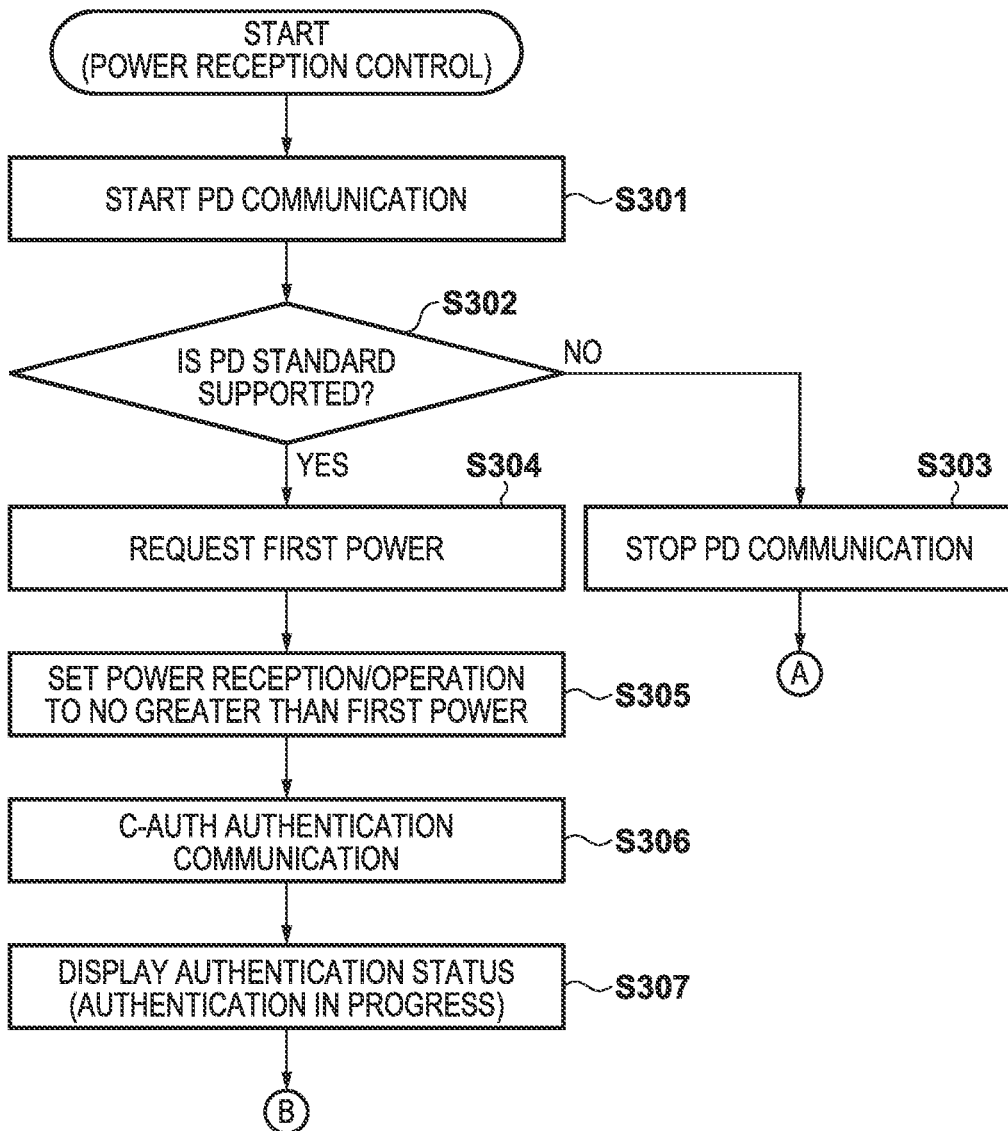 START
(POWER RECEPTION CONTROL)
START PD COMMUNICATION
S301
S302
IS PD STANDARD
SUPPORTED?
NO
YES
S304
S303
REQUEST FIRST POWER
STOP PD COMMUNICATION
A
SET POWER RECEPTION/OPERATION
TO NO GREATER THAN FIRST POWER
S305
C-AUTH AUTHENTICATION
COMMUNICATION
S306
DISPLAY AUTHENTICATION STATUS
(AUTHENTICATION IN PROGRESS)
S307
B